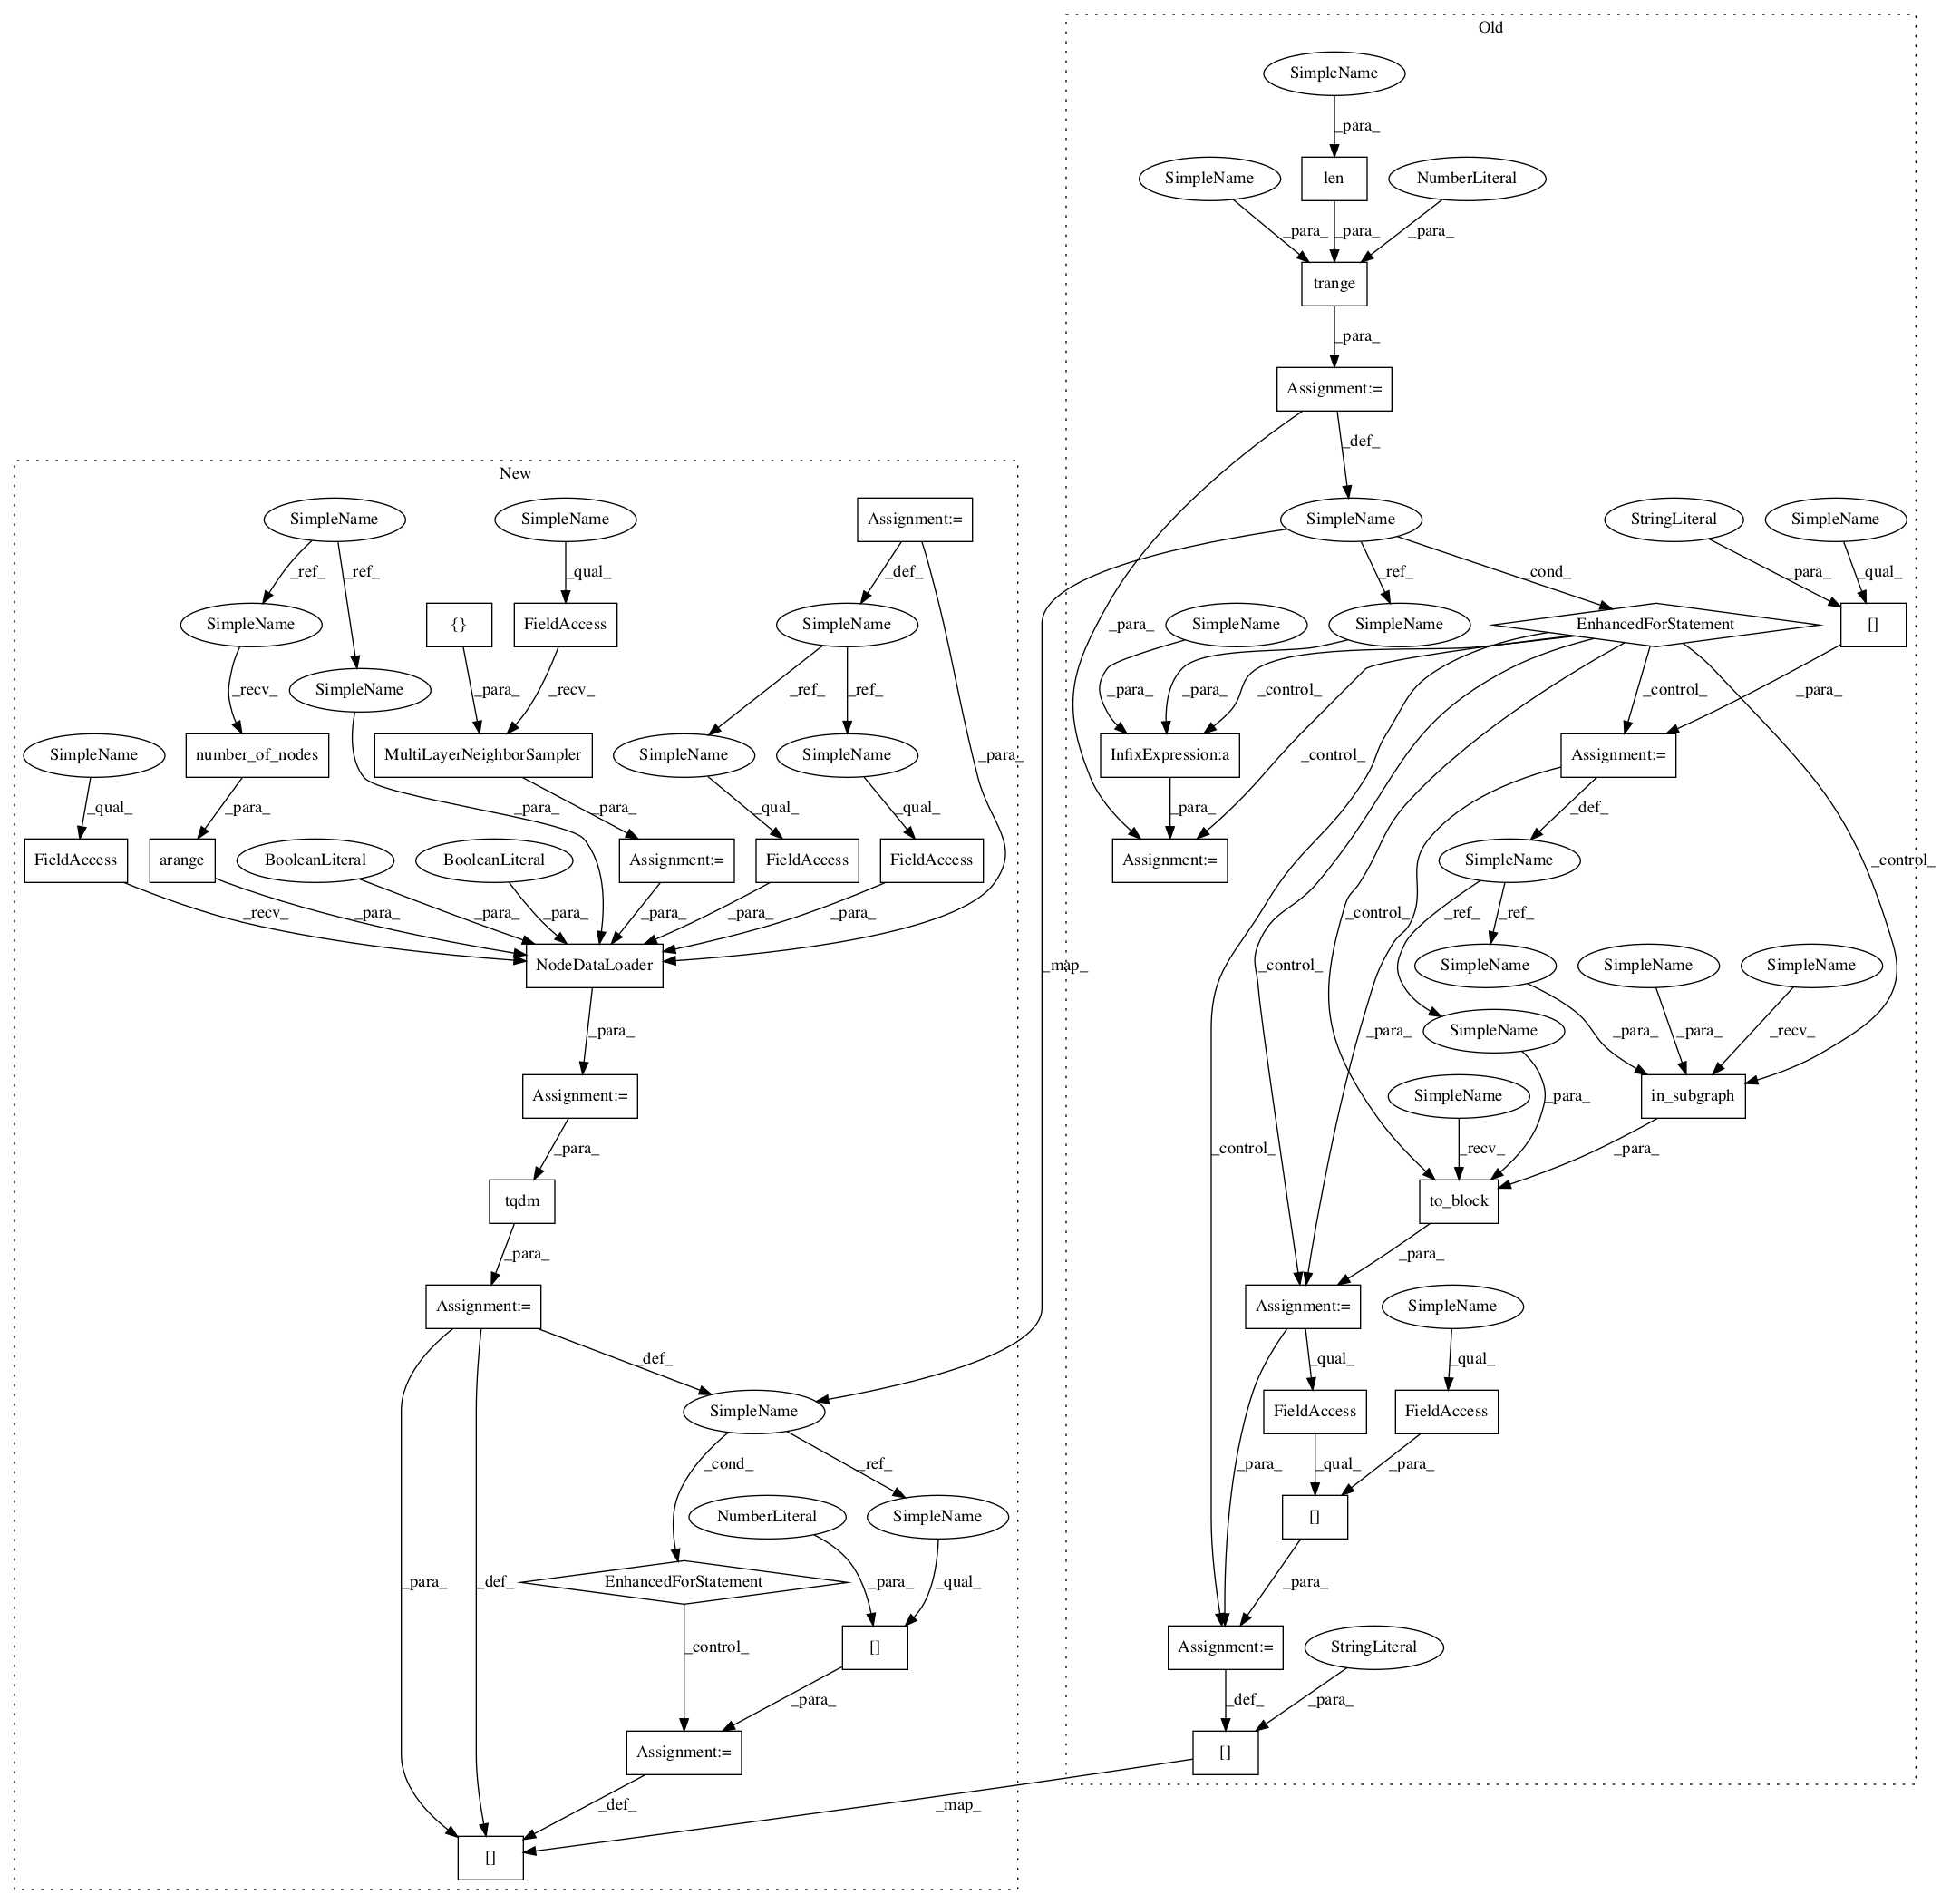 Old
SimpleName
_para_
SimpleName
len
NumberLiteral
_para_
_para_
_para_
trange
_para_
Assignment:=
_def_
New
SimpleName
SimpleName
Assignment:=
SimpleName
StringLiteral
SimpleName
_ref_
_ref_
_qual_
_def_
_ref_
_cond_
_para_
_qual_
SimpleName
{}
FieldAccess
SimpleName
_para_
SimpleName
SimpleName
EnhancedForStatement
[]
SimpleName
_recv_
_para_
_recv_
_ref_
_ref_
_para_
_para_
_control_
_control_
_para_
SimpleName
number_of_nodes
MultiLayerNeighborSampler
SimpleName
SimpleName
_para_
InfixExpression:a
_control_
Assignment:=
_qual_
_para_
_para_
_para_
_qual_
_qual_
_para_
_def_
FieldAccess
arange
BooleanLiteral
BooleanLiteral
Assignment:=
FieldAccess
FieldAccess
Assignment:=
SimpleName
_control_
_recv_
_para_
_para_
_para_
_para_
_para_
_para_
_control_
_ref_
_ref_
NodeDataLoader
_map_
_control_
SimpleName
SimpleName
SimpleName
_para_
_para_
SimpleName
_para_
_para_
_recv_
Assignment:=
SimpleName
in_subgraph
_para_
_control_
_recv_
_para_
_para_
tqdm
to_block
_para_
_para_
Assignment:=
Assignment:=
SimpleName
_def_
_qual_
_qual_
SimpleName
FieldAccess
FieldAccess
_cond_
_ref_
_para_
_qual_
_para_
NumberLiteral
SimpleName
[]
_para_
_def_
EnhancedForStatement
_para_
_qual_
_para_
_control_
[]
Assignment:=
StringLiteral
_para_
_def_
_para_
Assignment:=
[]
_def_
_map_
[]